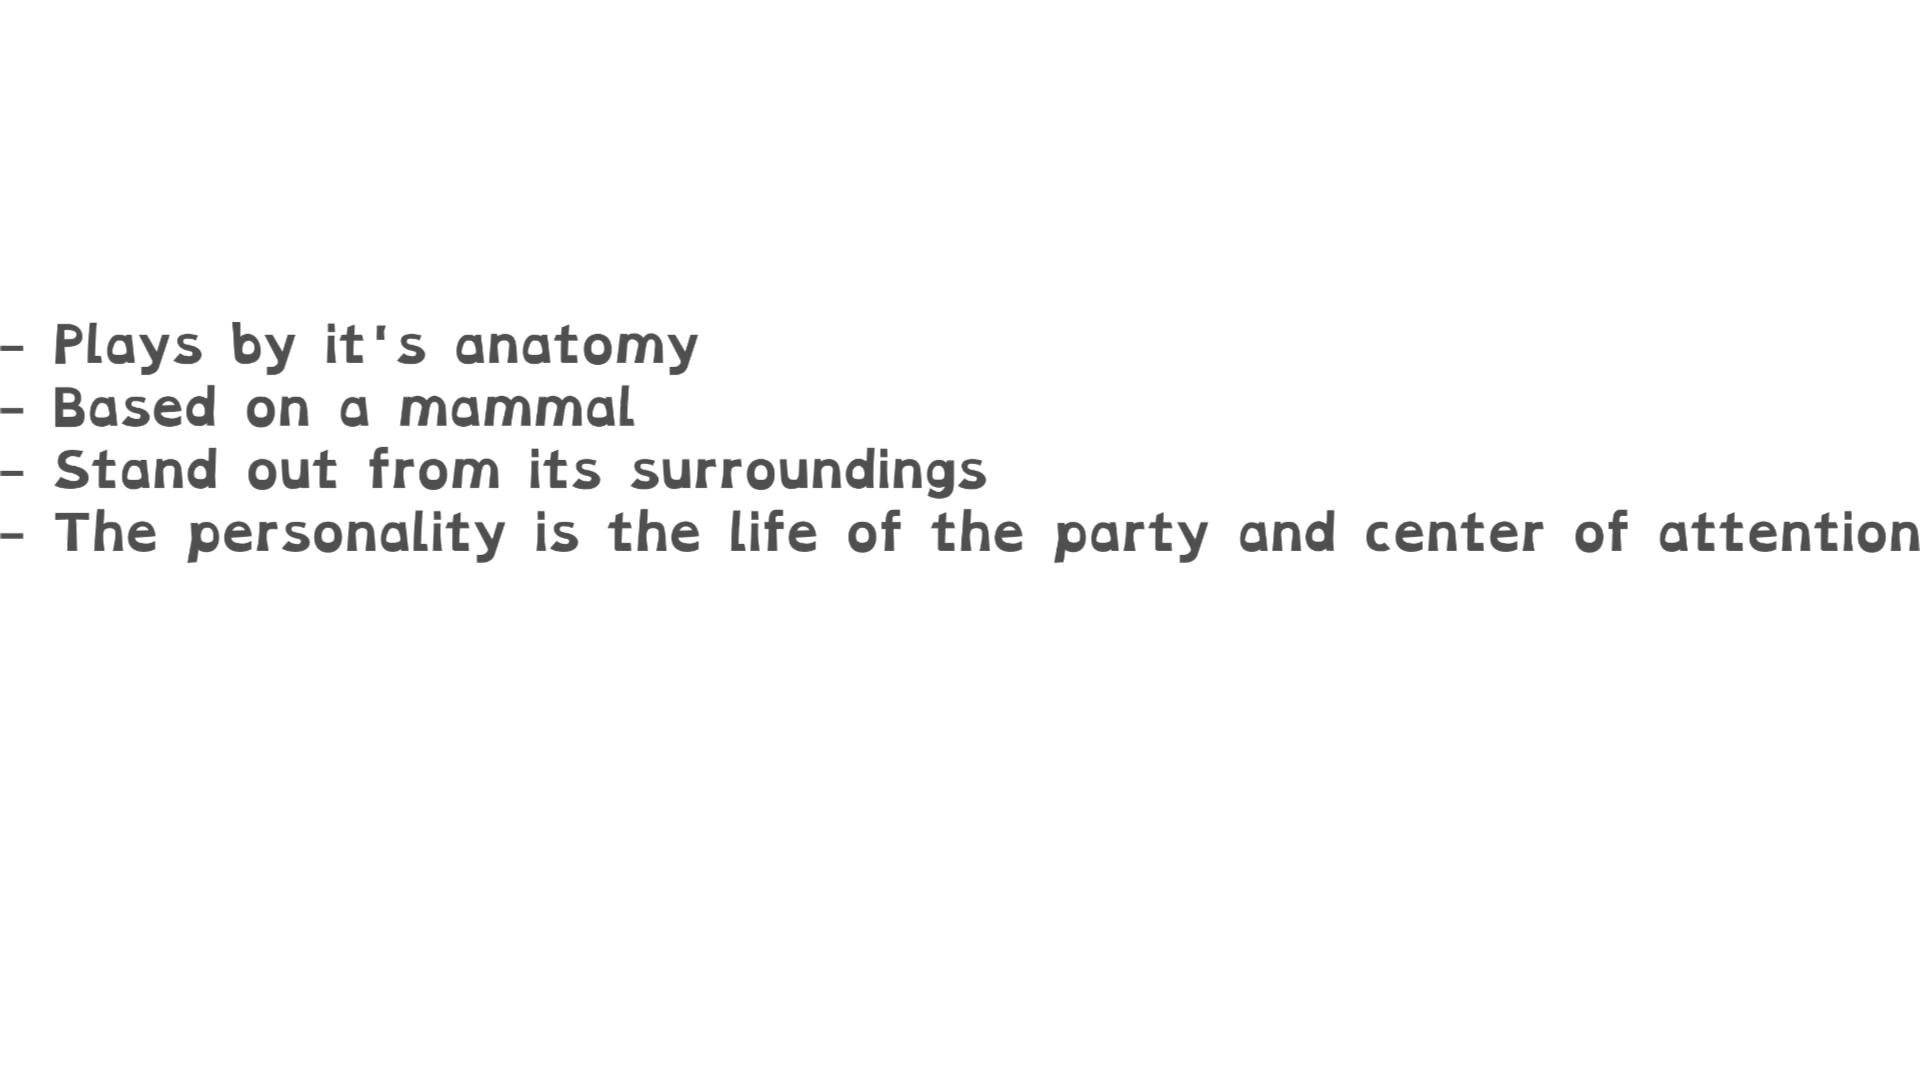 - Plays by it's anatomy
- Based on a mammal
- Stand out from its surroundings
- The personality is the life of the party and center of attention